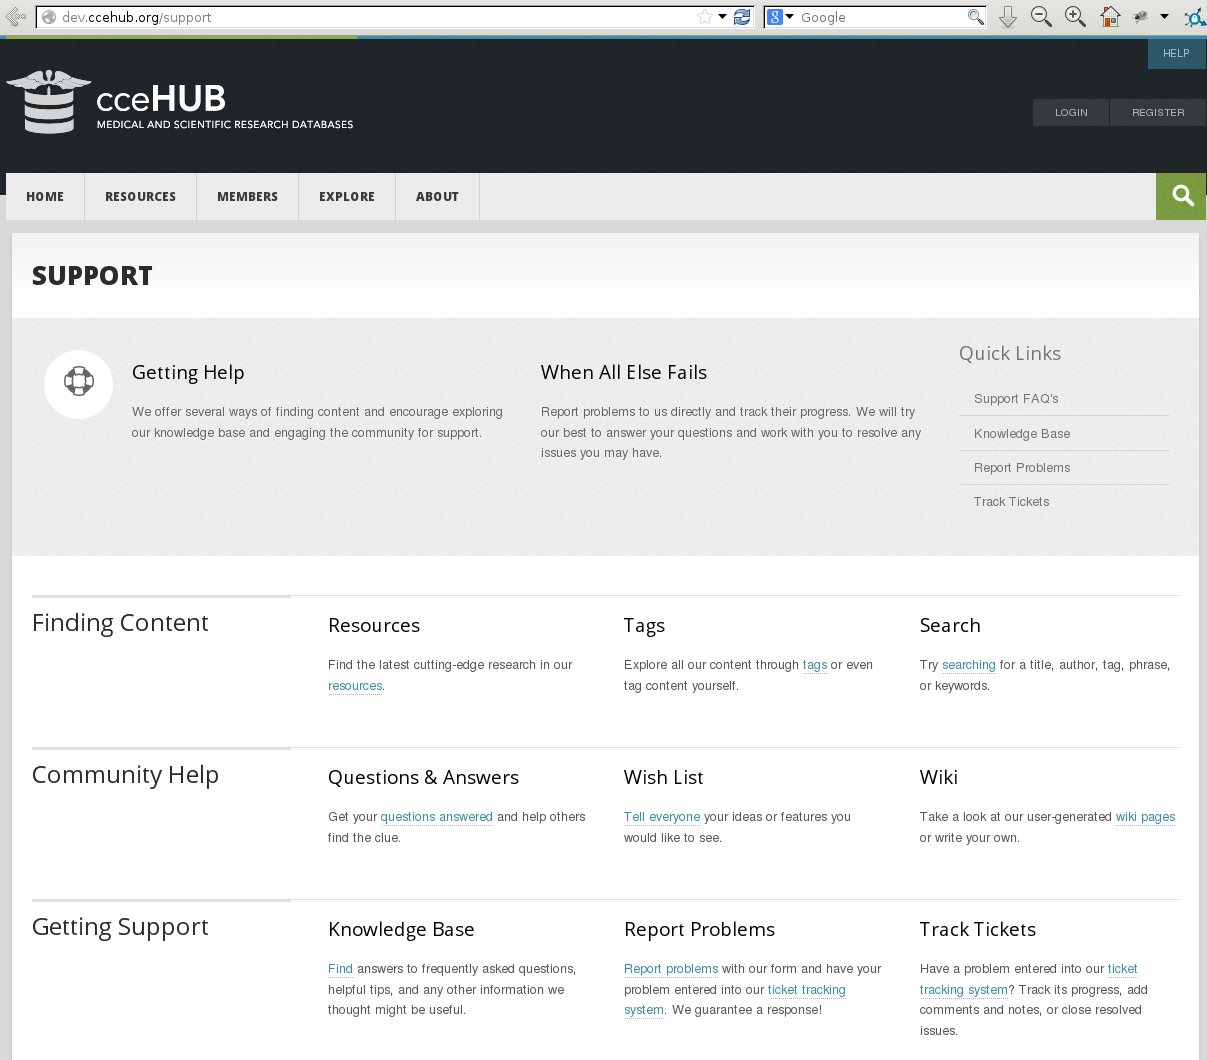 dev.ccehub.org/support
Google
HELP
cceHUB
MEDICAL AND SCIENTIFIC RESEARCH DATABASES
LOGIN
REGISTER
HOME
RESOURCES
MEMBERS
EXPLORE
ABOUT
SUPPORT
Getting Help
We offer several ways of finding content and encourage exploring
our knowledge base and engaging the community for support.
When All Else Fails
Report problems to us directly and track their progress. We will try
our best to answer your questions and work with you to resolve any
issues you may have.
Quick Links
Support FAQ's
Knowledge Base
Report Problems
Track Tickets
Finding Content
Resources
Find the latest cutting-edge research in our
resources.
Tags
Explore all our content through tags or even
tag content yourself.
Search
Try searching for a title, author, tag, phrase,
or keywords.
Community Help
Questions & Answers
Get your questions answered and help others
find the clue.
Wish List
Tell everyone your ideas or features you
would like to see.
Wiki
Take a look at our user-generated wiki pages
or write your own.
Getting Support
Knowledge Base
Find answers to frequently asked questions,
helpful tips, and any other information we
thought might be useful.
Report Problems
Report problems with our form and have your
problem entered into our ticket tracking
system. We guarantee a response!
Track Tickets
Have a problem entered into our ticket
tracking system? Track its progress, add
comments and notes, or close resolved
issues.